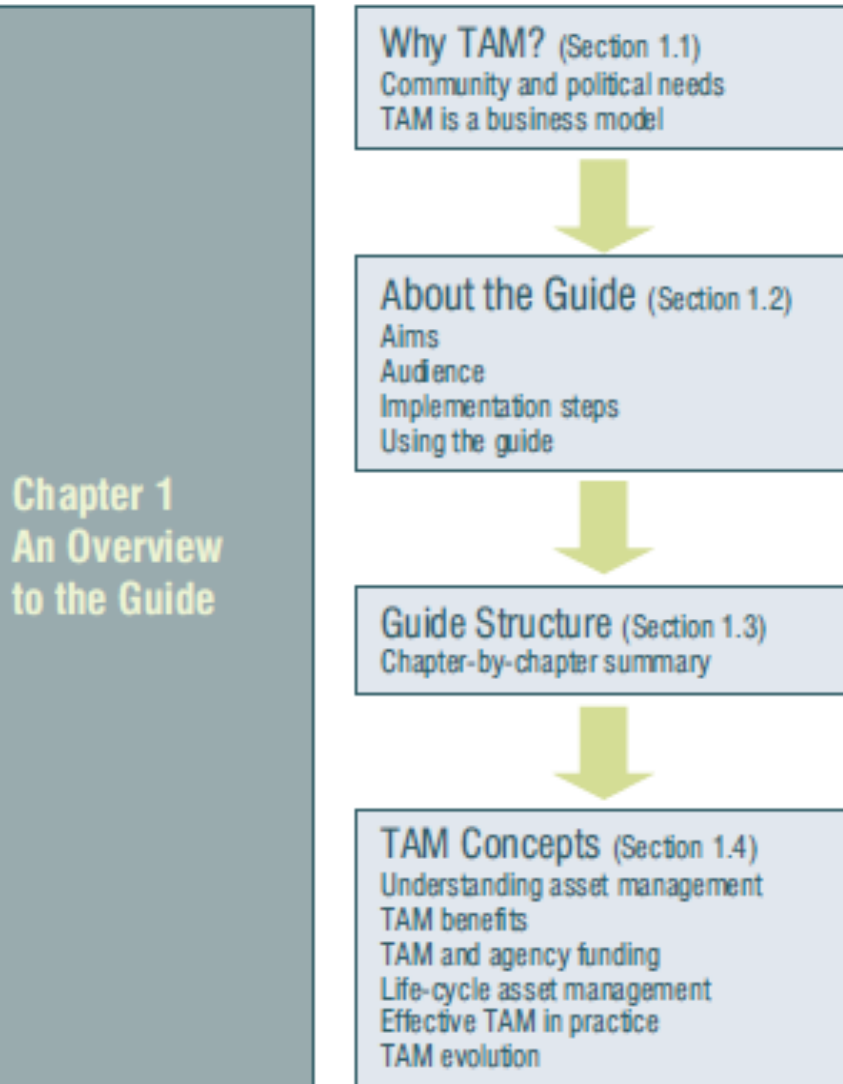 Chapter 1
An Overview
to the Guide
Why TAM? (Section 1.1)
Community and political needs
TAM is a business model
About the Guide (Section 1.2)
Aims
Audience
Implementation steps
Using the guide
Guide Structure (Section 1.3)
Chapter-by-chapter summary
TAM Concepts (Section 1.4)
Understanding asset management
TAM benefits
TAM and agency funding
Life-cycle asset management
Effective TAM in practice
TAM evolution